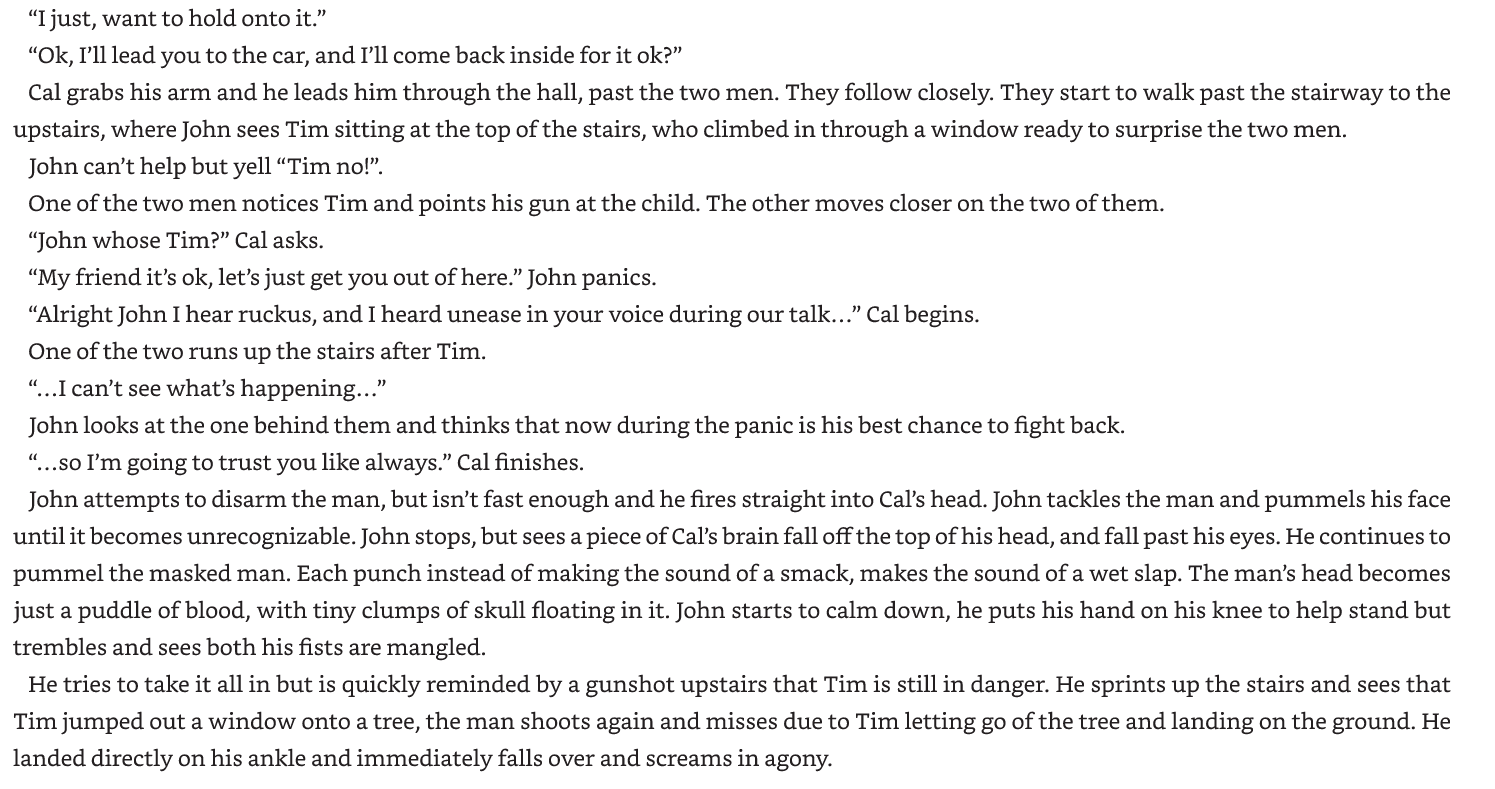 “I just, want to hold onto it.”
“Ok, I’ll lead you to the car, and I’ll come back inside for it ok?”
Cal grabs his arm and he leads him through the hall, past the two men. They follow closely. They start to walk past the stairway to the
upstairs, where John sees Tim sitting at the top of the stairs, who climbed in through a window ready to surprise the two men.
John can’t help but yell “Tim no!”.
One of the two men notices Tim and points his gun at the child. The other moves closer on the two of them.
“John whose Tim?” Cal asks.
“My friend it’s ok, let’s just get you out of here.” John panics.
“Alright John I hear ruckus, and I heard unease in your voice during our talk…” Cal begins.
One of the two runs up the stairs after Tim.
“…I can’t see what’s happening…”
John looks at the one behind them and thinks that now during the panic is his best chance to fight back.
“…so I’m going to trust you like always.” Cal finishes.
John attempts to disarm the man, but isn’t fast enough and he fires straight into Cal’s head. John tackles the man and pummels his face
until it becomes unrecognizable. John stops, but sees a piece of Cal’s brain fall off the top of his head, and fall past his eyes. He continues to
pummel the masked man. Each punch instead of making the sound of a smack, makes the sound of a wet slap. The man’s head becomes
just a puddle of blood, with tiny clumps of skull floating in it. John starts to calm down, he puts his hand on his knee to help stand but
trembles and sees both his fists are mangled.
He tries to take it all in but is quickly reminded by a gunshot upstairs that Tim is still in danger. He sprints up the stairs and sees that
Tim jumped out a window onto a tree, the man shoots again and misses due to Tim letting go of the tree and landing on the ground. He
landed directly on his ankle and immediately falls over and screams in agony.